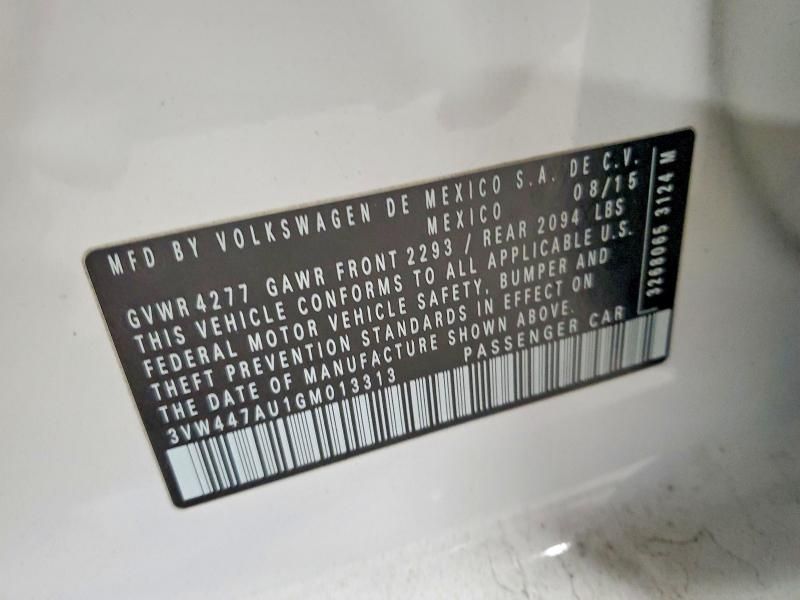 MFD BY VOLKSWAGEN DE MEXICO S.A. DE C.V.
MEXICO 08/15
GVWR 4277 GAWR FRONT 2293 / REAR 2094 LBS
THIS VEHICLE CONFORMS TO ALL APPLICABLE U.S.
FEDERAL MOTOR VEHICLE SAFETY, BUMPER AND
THEFT PREVENTION STANDARDS IN EFFECT ON
THE DATE OF MANUFACTURE SHOWN ABOVE.
3VW447AU1GM013313 PASSENGER CAR
3266065 3124 M